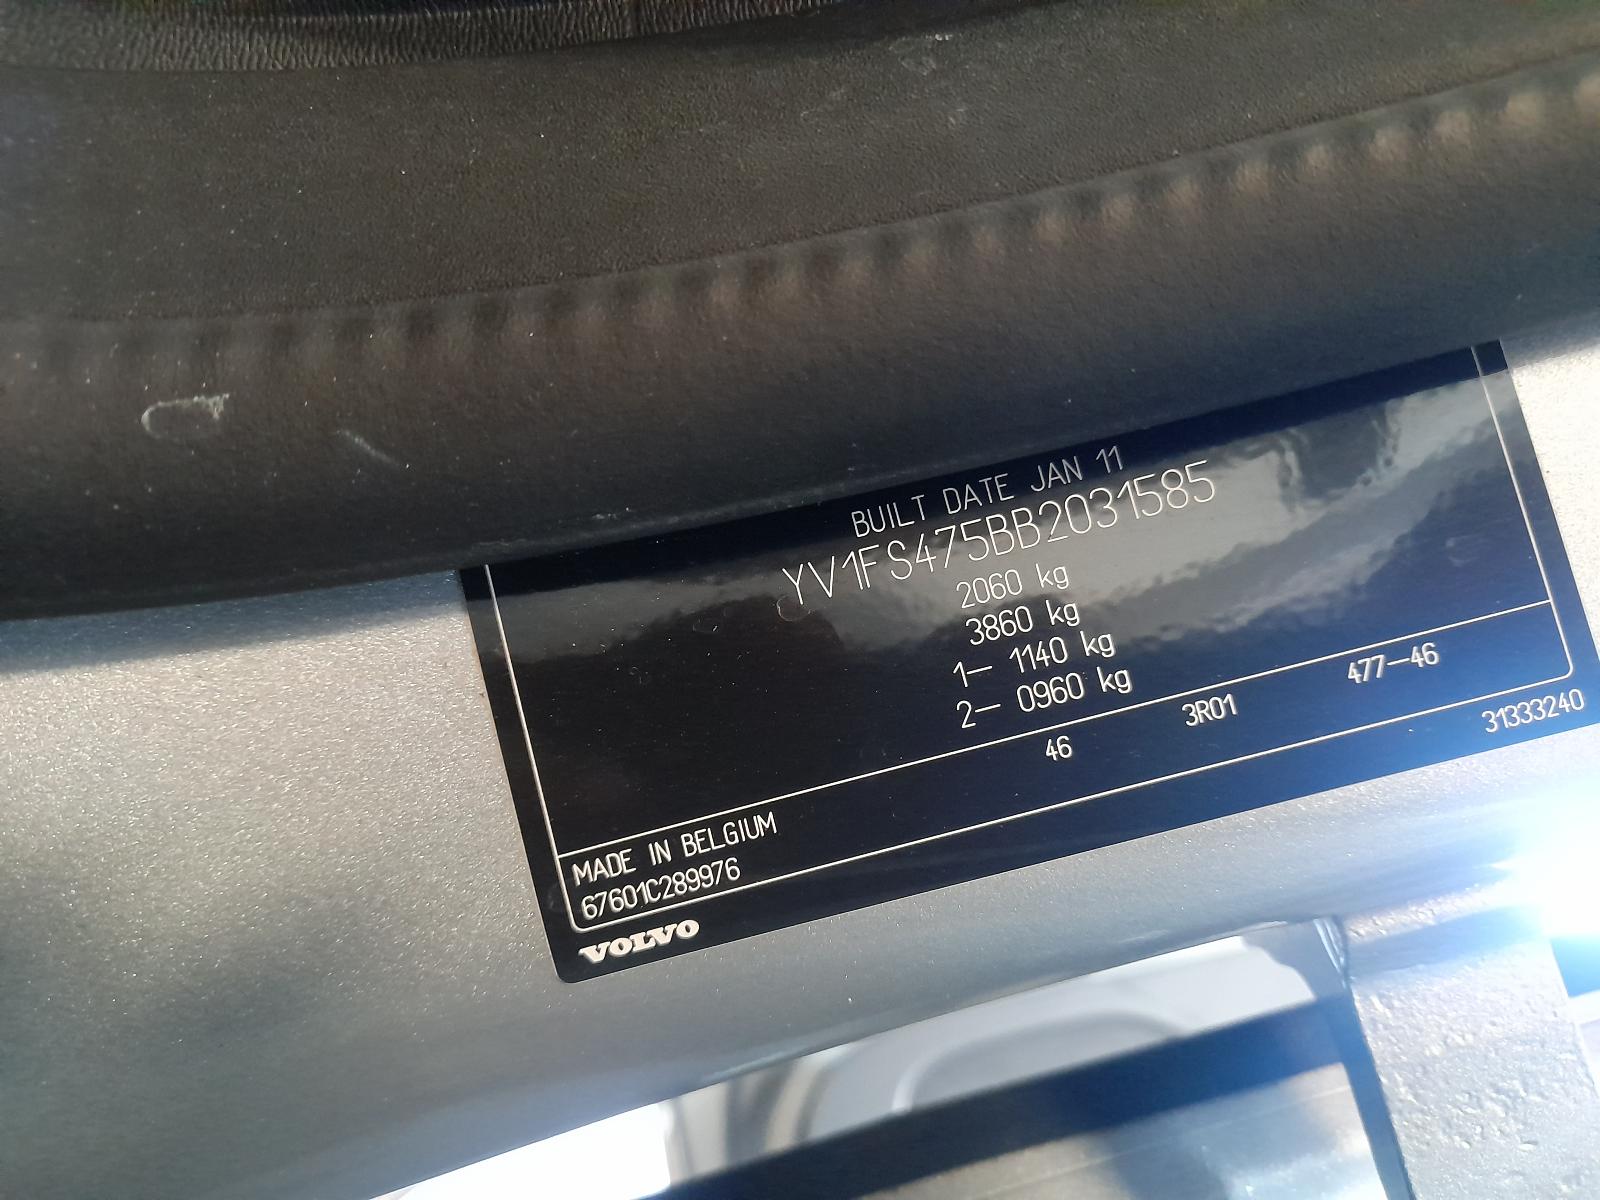 BUILT DATE JAN 11
YV1FS475BB2031585
2060 kg
3860 kg
1— 1140 kg
2— 0960 kg
46 3R01 477—46
MADE IN BELGIUM
67601C289976
31333240
VOLVO